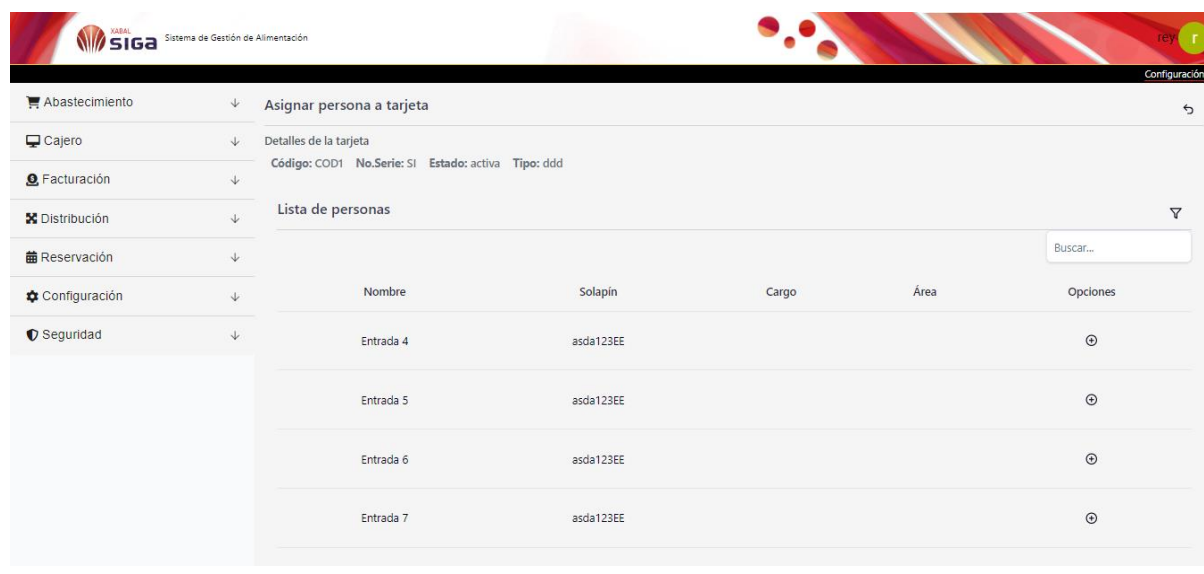 XABAL
SIGa Sistema de Gestión de Alimentación
rey r
Configuración
Abastecimiento
Cajero
Facturación
Distribución
Reservación
Configuración
Seguridad
Asignar persona a tarjeta
Detalles de la tarjeta
Código: COD1 No.Serie: SI Estado: activa Tipo: ddd
Lista de personas
Buscar...
Nombre Solapín Cargo Área Opciones
Entrada 4 asda123EE
Entrada 5 asda123EE
Entrada 6 asda123EE
Entrada 7 asda123EE